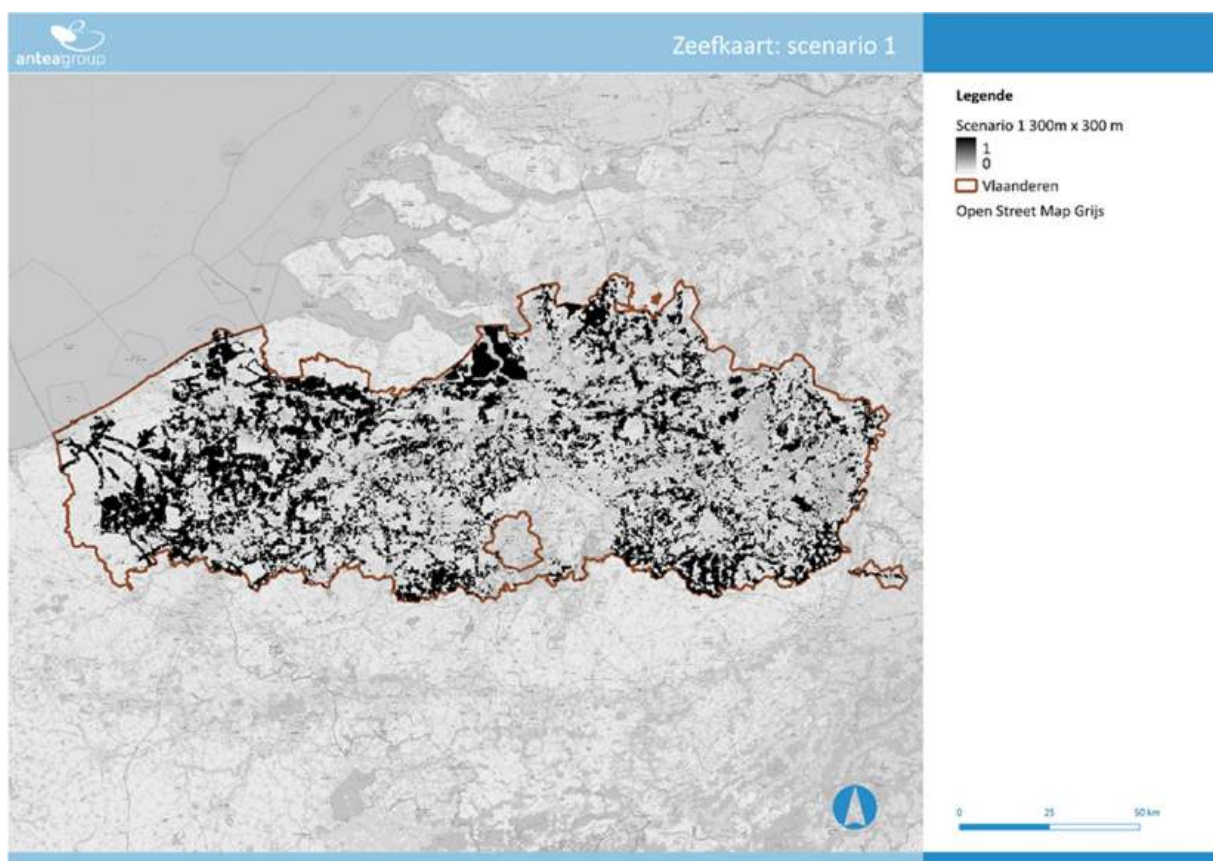 anteagroup
Zeefkaart: scenario 1
Legende
Scenario 1 300m x 300 m
1
0
Vlaanderen
Open Street Map Grijs
0 25 50 km